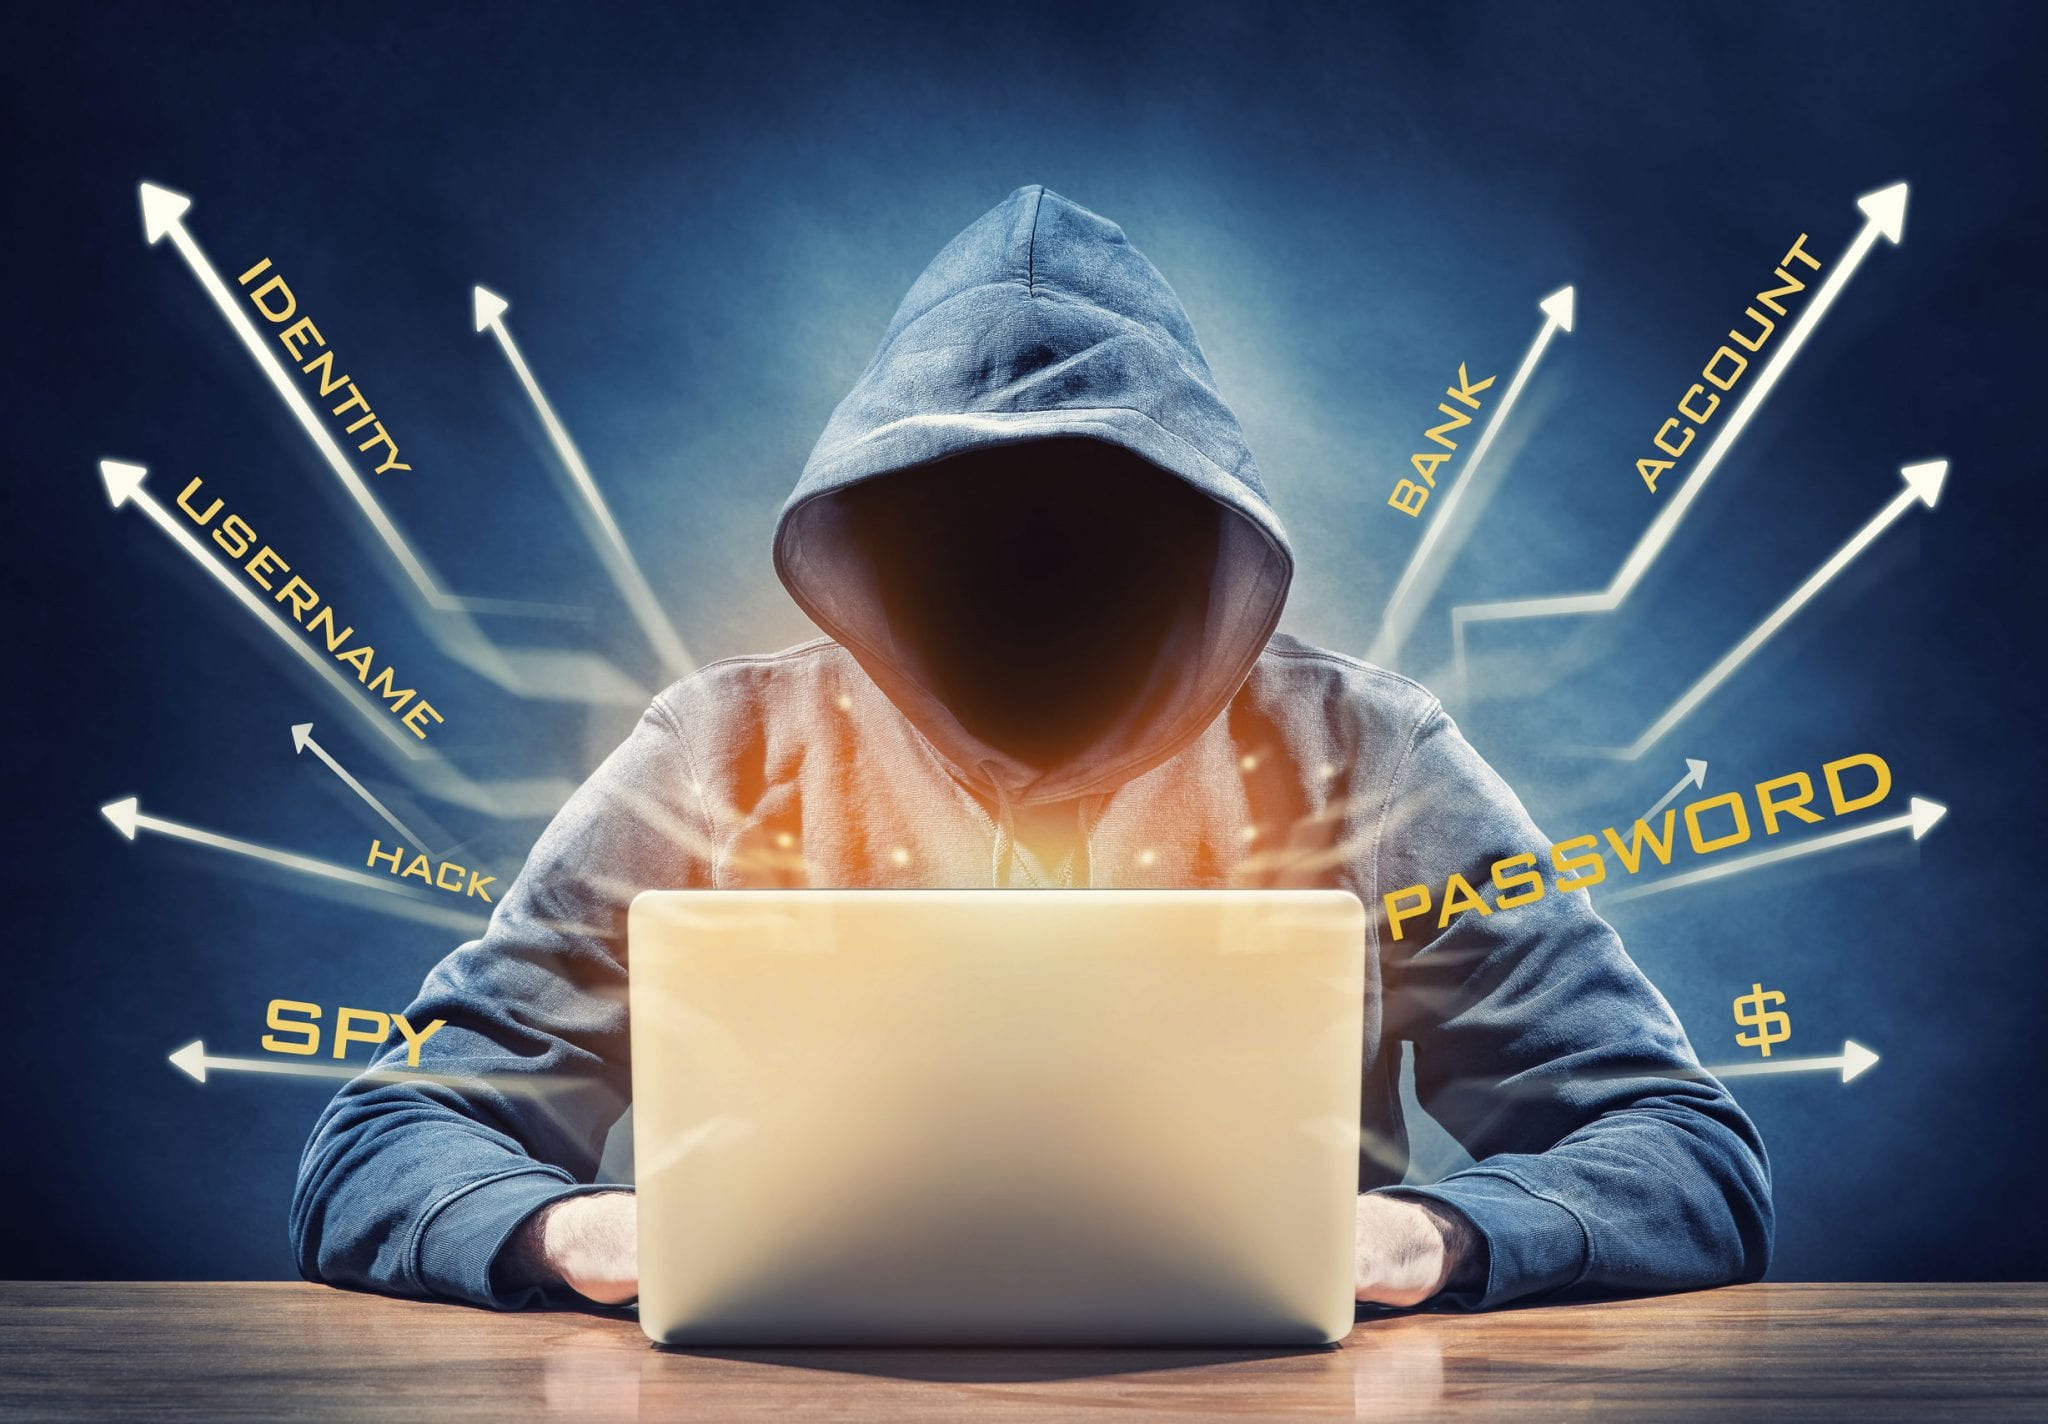 IDENTITY
USERNAME
HACK
SPY
BANK
ACCOUNT
PASSWORD
$